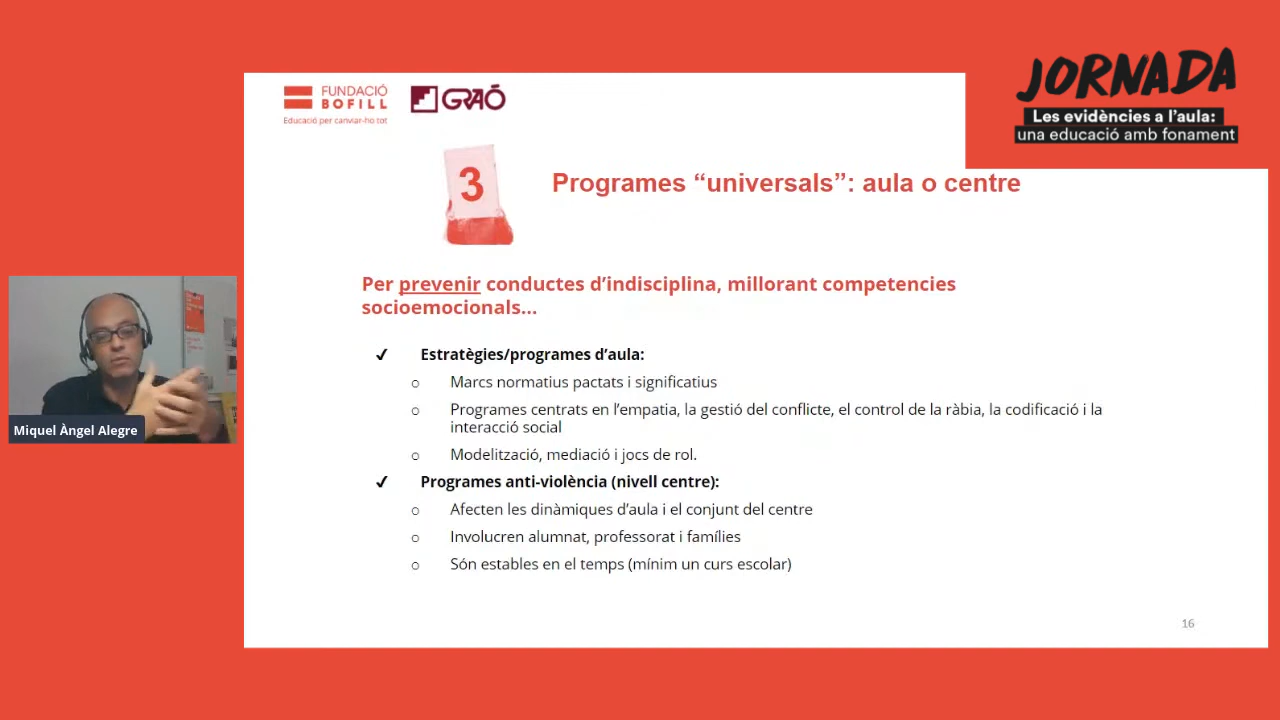 FUNDACIÓ
BOFILL
Educació per canviar-ho tot
GRAÓ
JORNADA
Les evidències a l'aula:
una educació amb fonament
3
Programes “universals”: aula o centre
Per prevenir conductes d’indisciplina, millorant competencies
socioemocionals...
✔ Estratègies/programes d’aula:
o Marcs normatius pactats i significatius
o Programes centrats en l’empatia, la gestió del conflicte, el control de la ràbia, la codificació i la
interacció social
o Modelització, mediació i jocs de rol.
✔ Programes anti-violència (nivell centre):
o Afecten les dinàmiques d’aula i el conjunt del centre
o Involucren alumnat, professorat i famílies
o Són estables en el temps (mínim un curs escolar)
Miquel Àngel Alegre
16